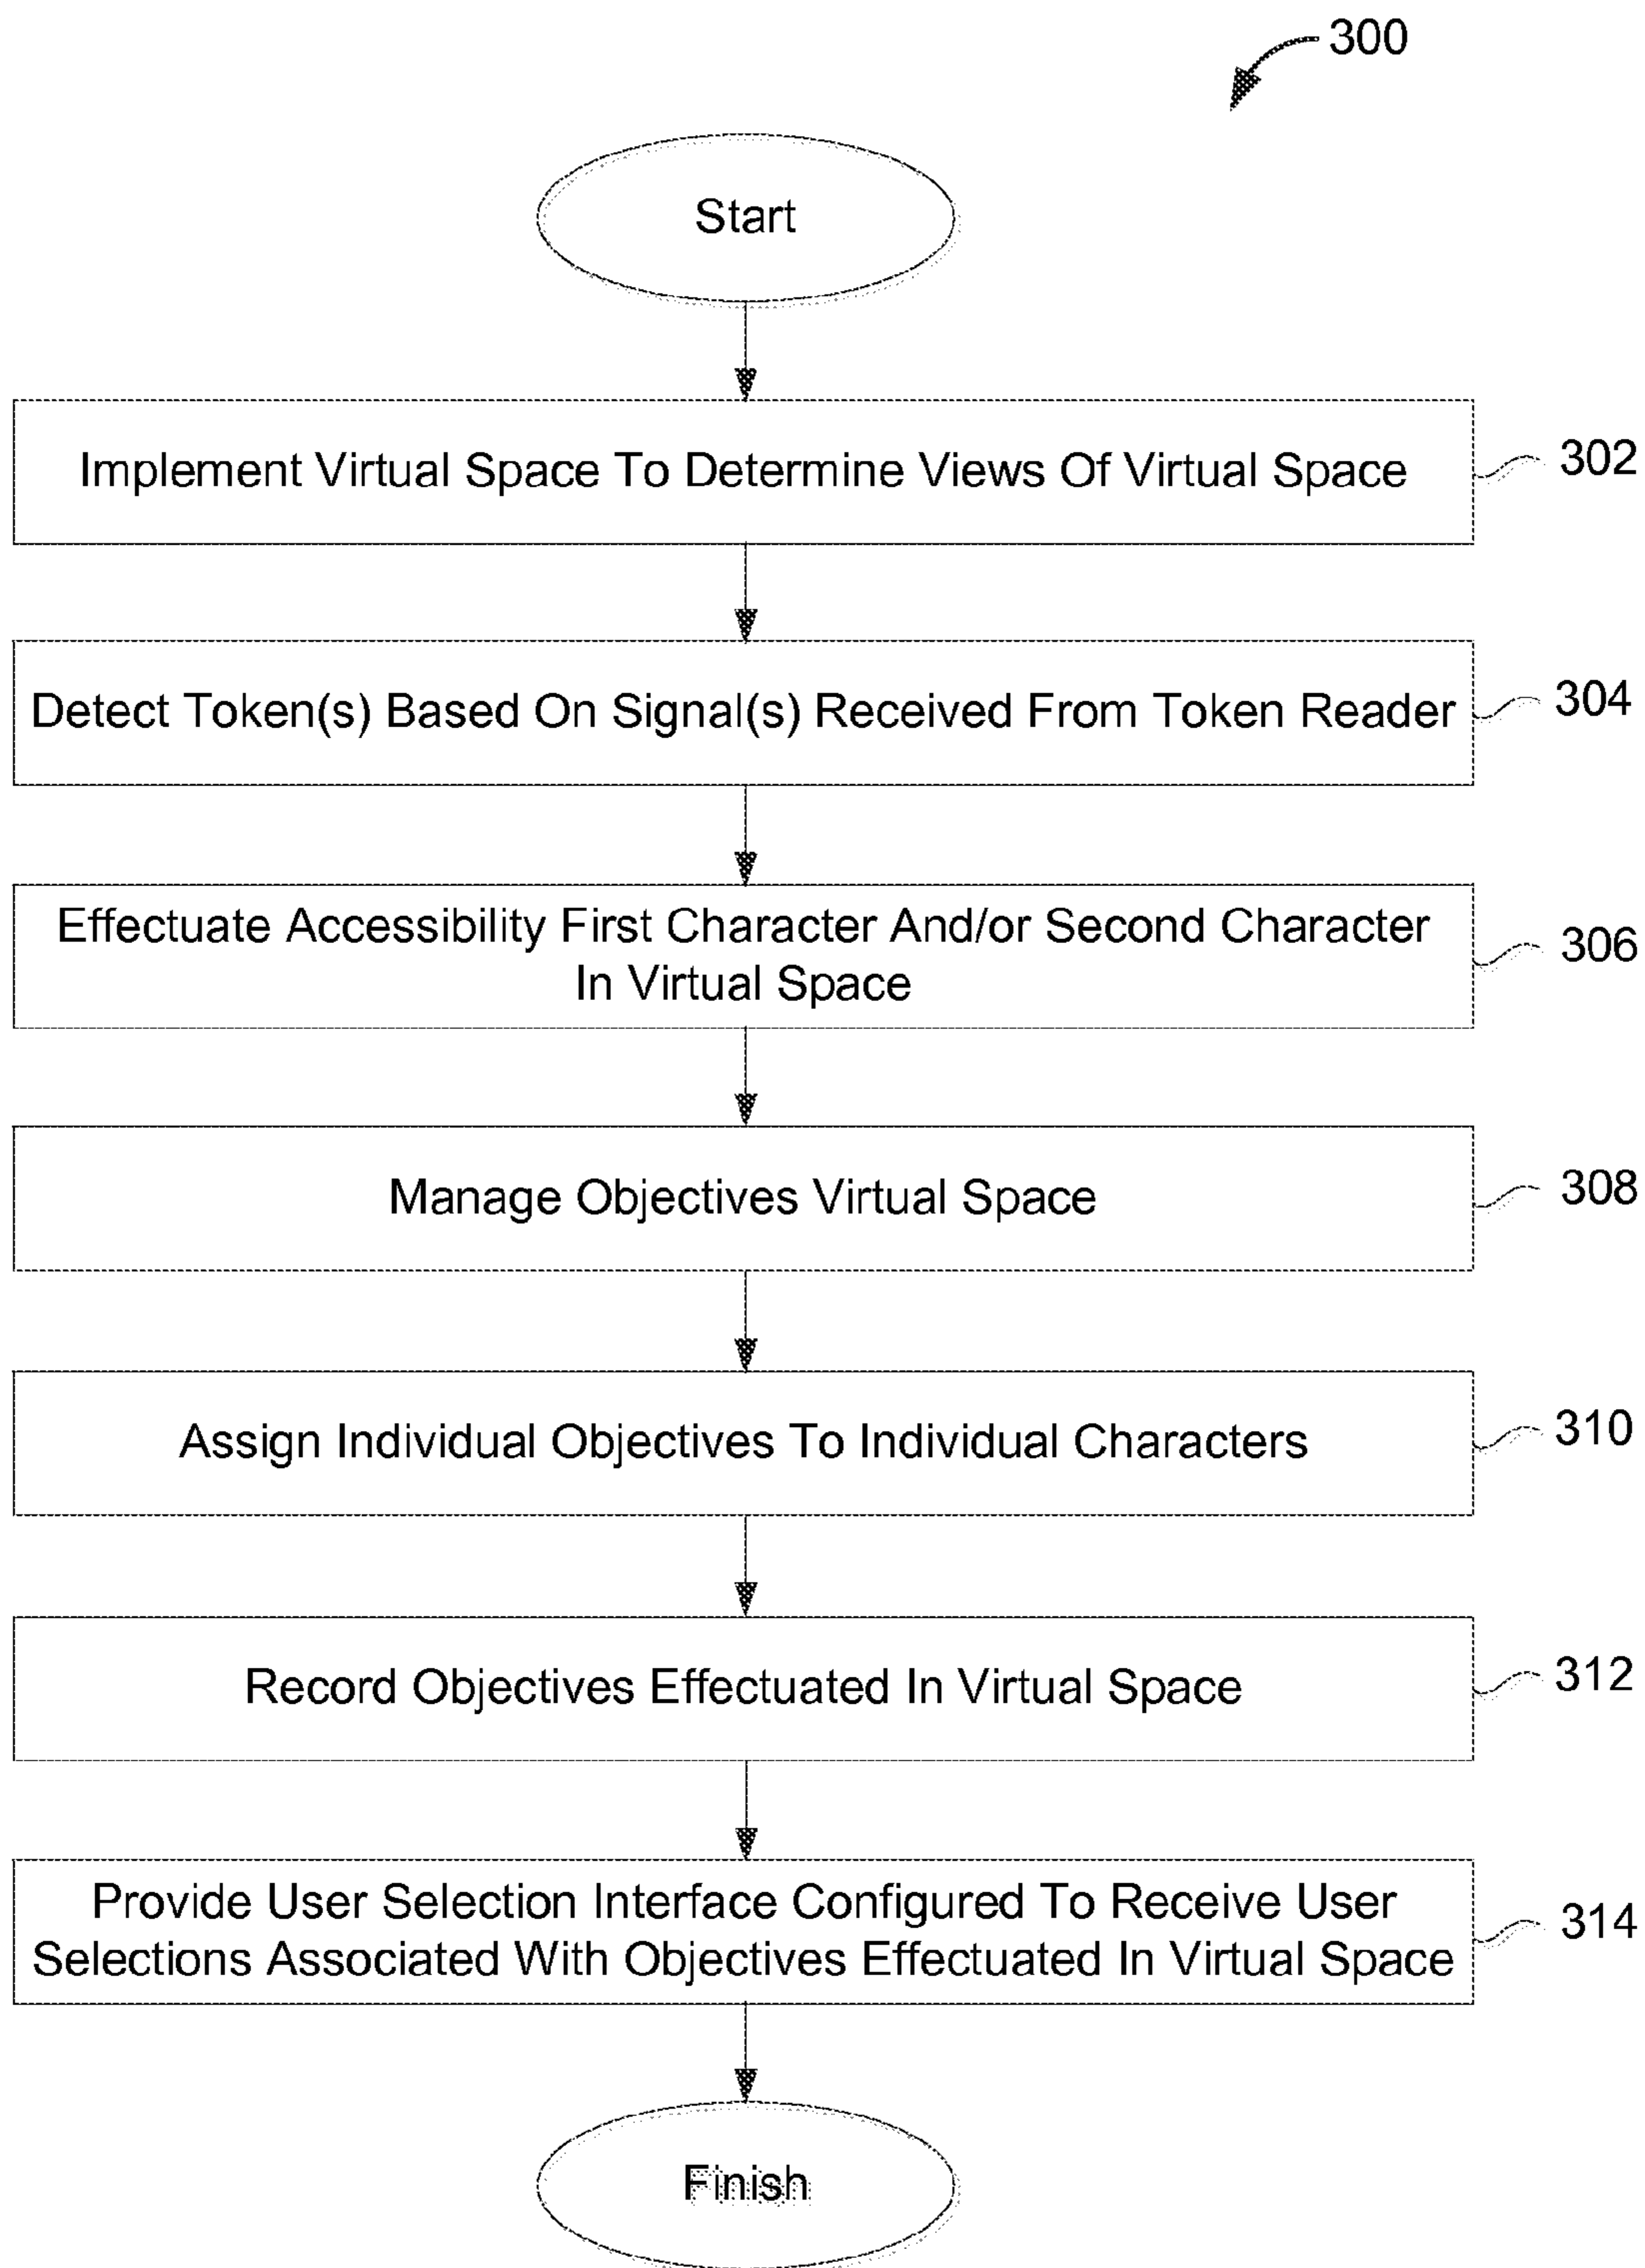 300
Start
Implement Virtual Space To Determine Views Of Virtual Space
302
Detect Token(s) Based On Signal(s) Received From Token Reader
304
Effectuate Accessibility First Character And/or Second Character
In Virtual Space
306
Manage Objectives Virtual Space
308
Assign Individual Objectives To Individual Characters
310
Record Objectives Effectuated In Virtual Space
312
Provide User Selection Interface Configured To Receive User
Selections Associated With Objectives Effectuated In Virtual Space
314
Finish